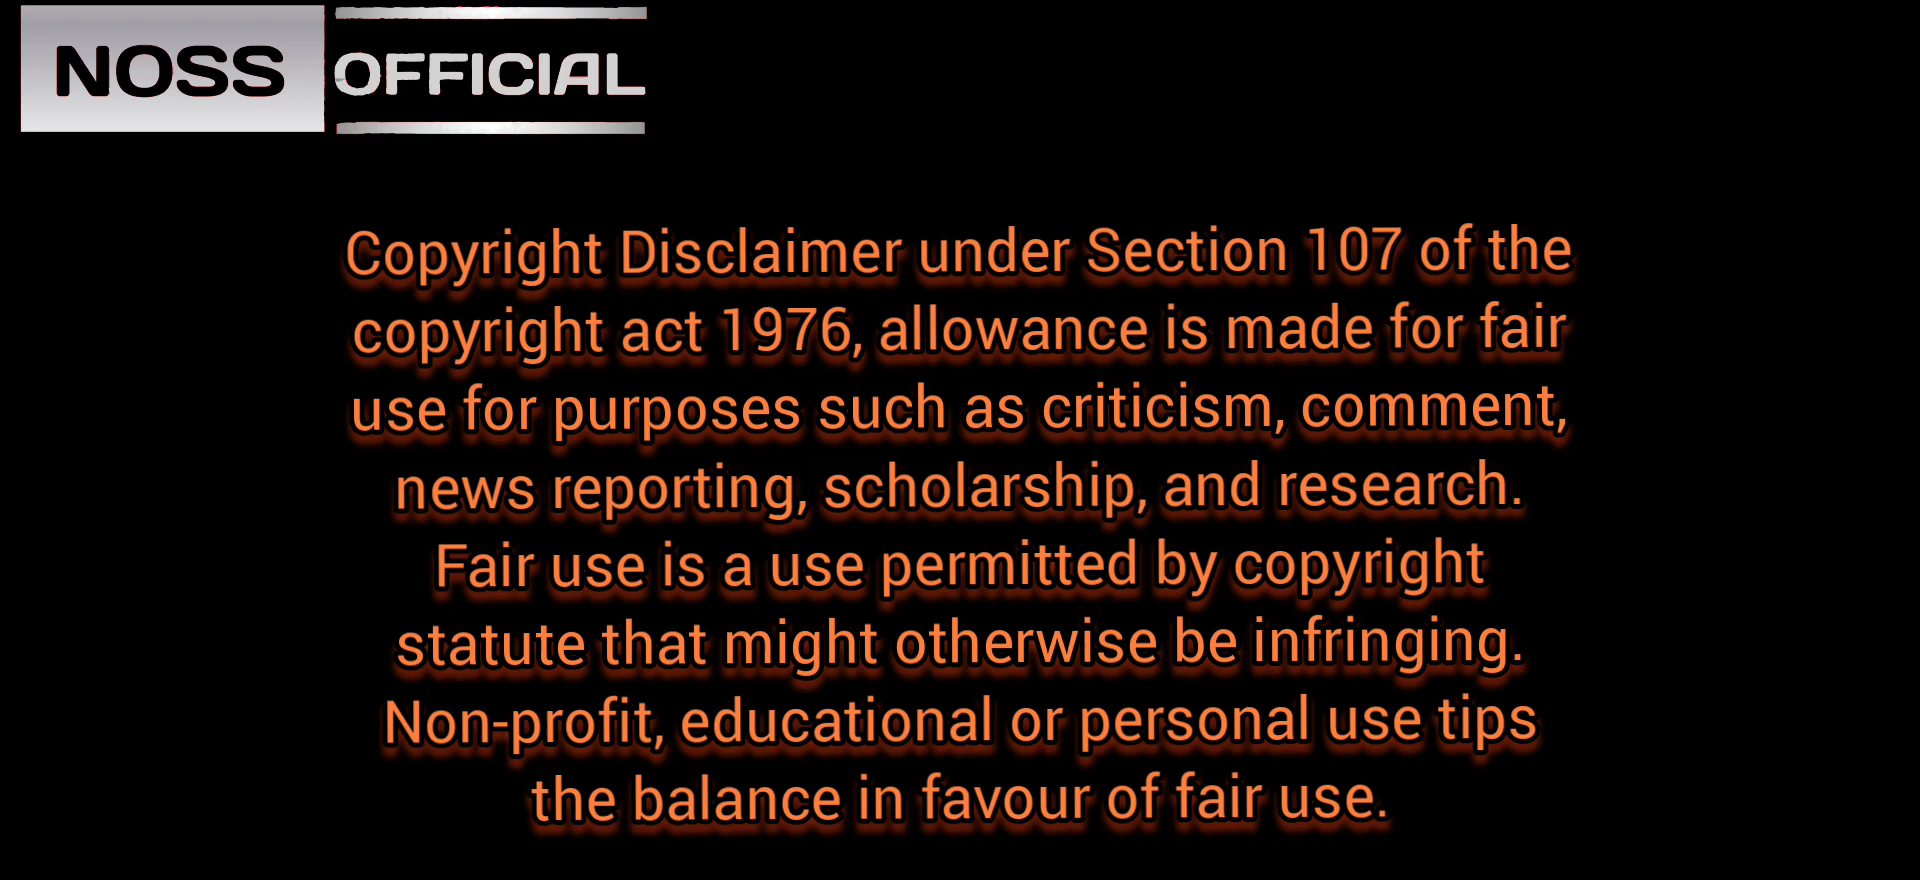 NOSS OFFICIAL
Copyright Disclaimer under Section 107 of the
copyright act 1976, allowance is made for fair
use for purposes such as criticism, comment,
news reporting, scholarship, and research.
Fair use is a use permitted by copyright
statute that might otherwise be infringing.
Non-profit, educational or personal use tips
the balance in favour of fair use.